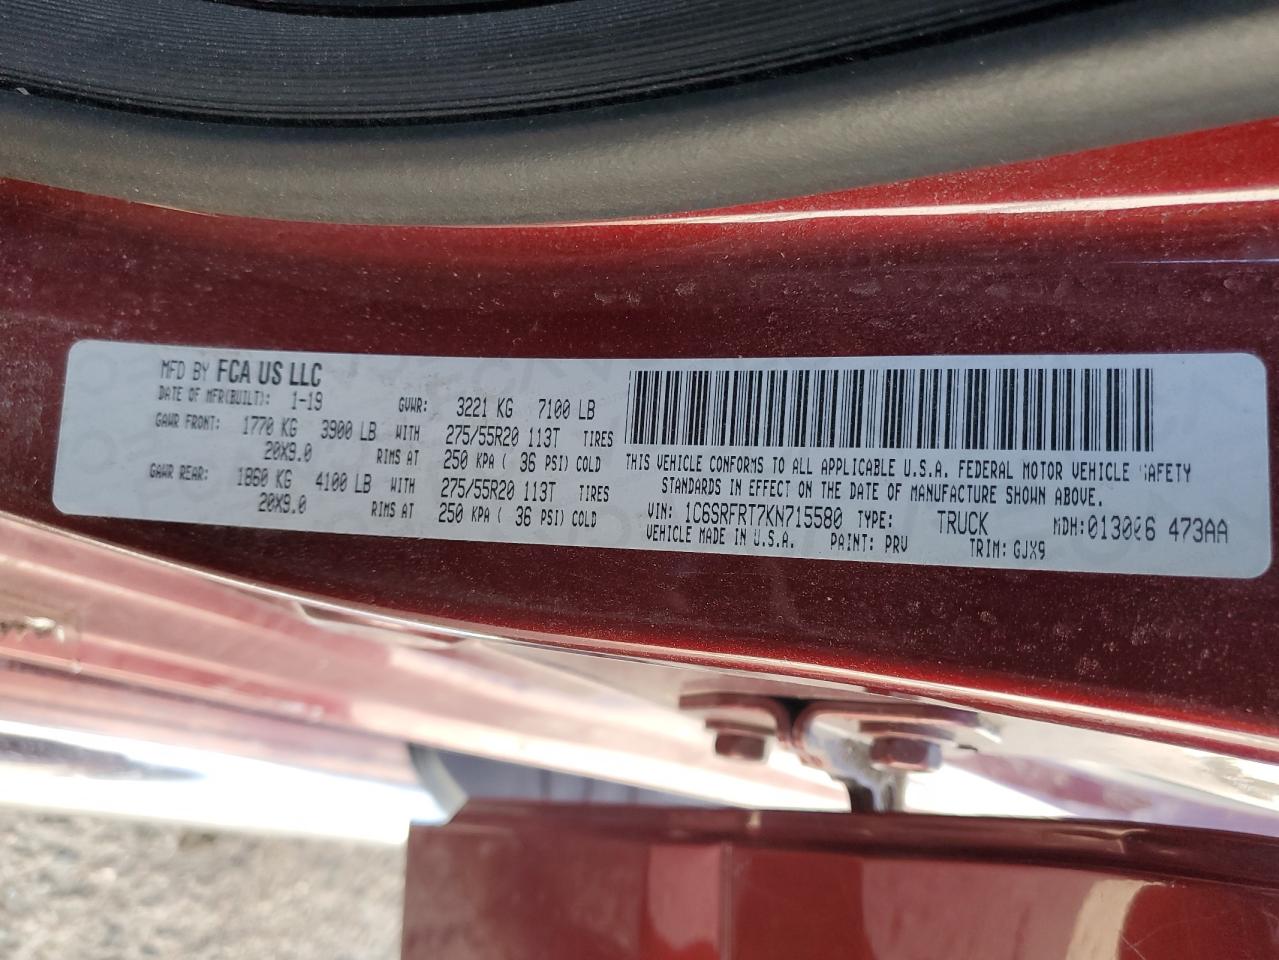 MFD BY FCA US LLC
DATE OF MFR(BUILT): 1-19 GVWR: 3221 KG 7100 LB
GAWR FRONT: 1770 KG 3900 LB WITH 275/55R20 113T TIRES
20X9.0 RIMS AT 250 KPA ( 36 PSI) COLD
GAWR REAR: 1860 KG 4100 LB WITH 275/55R20 113T TIRES
20X9.0 RIMS AT 250 KPA ( 36 PSI) COLD
THIS VEHICLE CONFORMS TO ALL APPLICABLE U.S.A. FEDERAL MOTOR VEHICLE SAFETY
STANDARDS IN EFFECT ON THE DATE OF MANUFACTURE SHOWN ABOVE.
VIN: 1C6SRFRT7KN715580 TYPE: TRUCK MDH: 473AA
VEHICLE MADE IN U.S.A. PAINT: PRV TRIM: GJX9